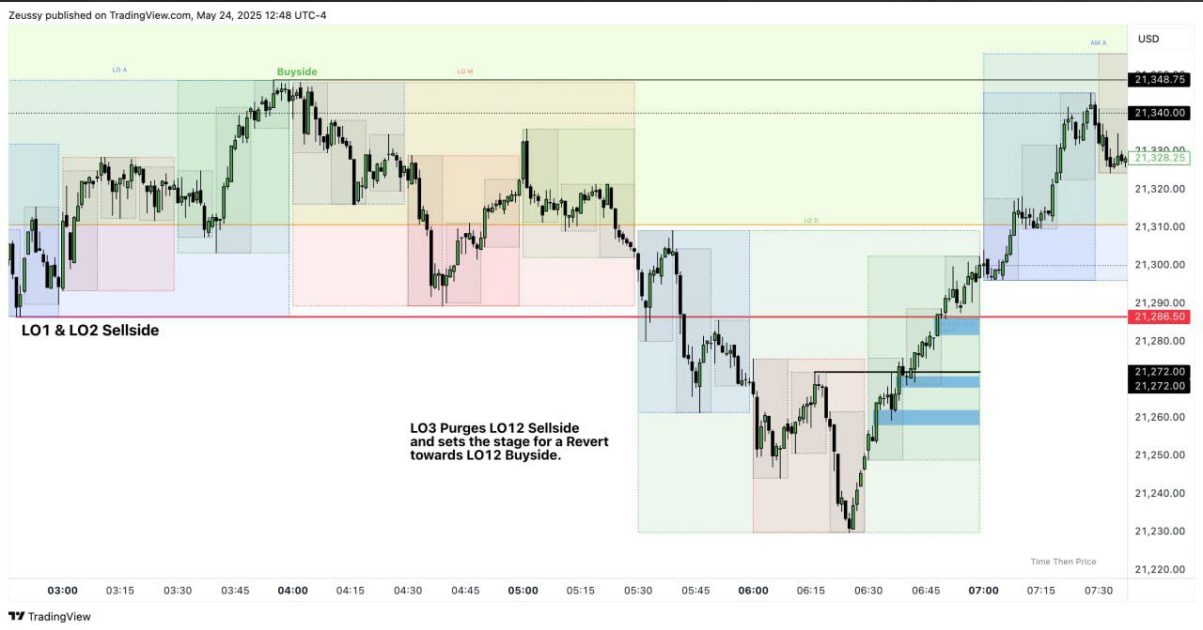 Zeussy published on TradingView.com, May 24, 2025 12:48 UTC-4
USD
AM A
LO A
Buyside
LO M
21,348.75
21,340.00
21,330.00
21,328.25
21,320.00
LO D
21,310.00
21,300.00
21,290.00
21,286.50
LO1 & LO2 Sellside
21,280.00
21,272.00
21,272.00
21,260.00
LO3 Purges LO12 Sellside
and sets the stage for a Revert
towards LO12 Buyside.
21,250.00
21,240.00
21,230.00
Time Then Price
21,220.00
03:00 03:15 03:30 03:45 04:00 04:15 04:30 04:45 05:00 05:15 05:30 05:45 06:00 06:15 06:30 06:45 07:00 07:15 07:30
TradingView